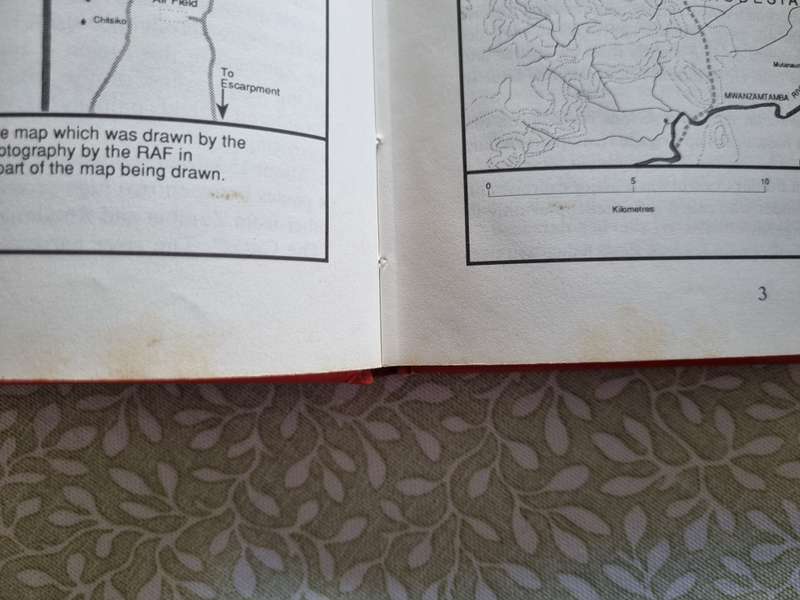 Air Field
Chitsiko
To
Escarpment
e map which was drawn by the
otography by the RAF in
part of the map being drawn.
MWANZAMTAMBA
0
5
10
Kilometres
3